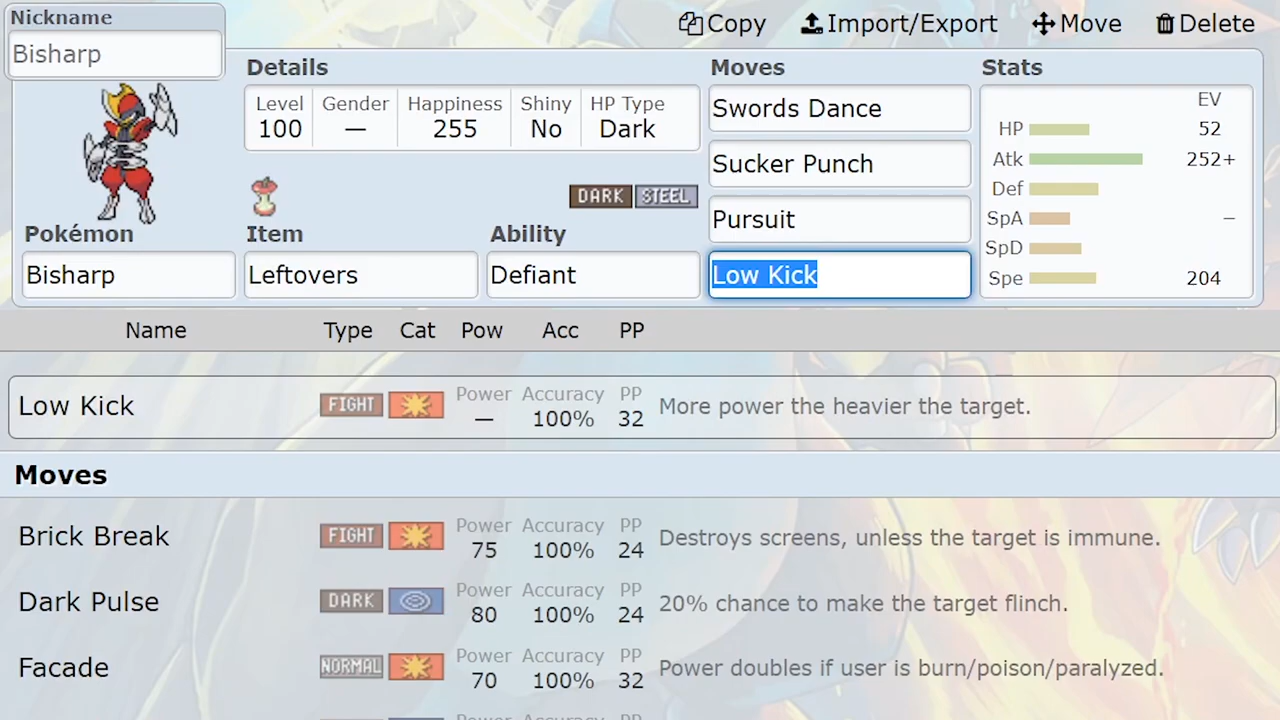 Nickname
Bisharp
Copy Import/Export Move Delete
Details
Level Gender Happiness Shiny HP Type
100 — 255 No Dark
DARK STEEL
Pokémon Item Ability
Bisharp Leftovers Defiant
Moves
Swords Dance
Sucker Punch
Pursuit
Low Kick
Stats
EV
HP 52
Atk 252+
Def
SpA –
SpD
Spe 204
Name Type Cat Pow Acc PP
Low Kick FIGHT Power — Accuracy 100% PP 32 More power the heavier the target.
Moves
Brick Break FIGHT Power 75 Accuracy 100% PP 24 Destroys screens, unless the target is immune.
Dark Pulse DARK Power 80 Accuracy 100% PP 24 20% chance to make the target flinch.
Facade NORMAL Power 70 Accuracy 100% PP 32 Power doubles if user is burn/poison/paralyzed.
Power Accuracy PP